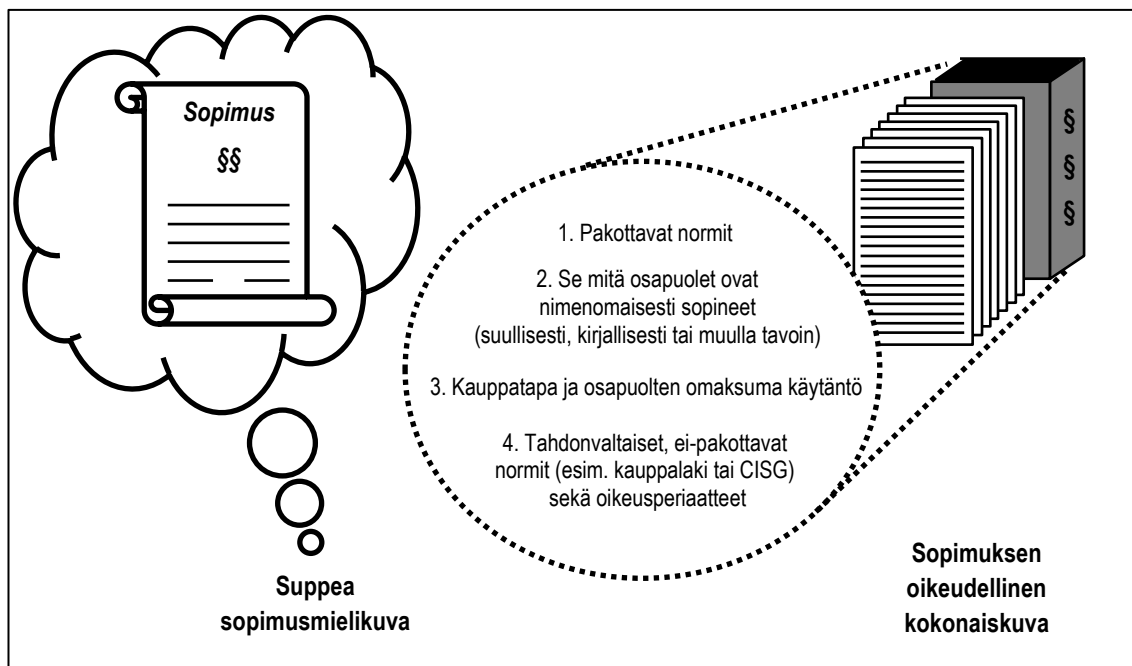 Sopimus
§§
Suppea
sopimusmielikuva
1. Pakottavat normit
2. Se mitä osapuolet ovat
nimenomaisesti sopineet
(suullisesti, kirjallisesti tai muulla tavoin)
3. Kauppatapa ja osapuolten omaksuma käytäntö
4. Tahdonvaltaiset, ei-pakottavat
normit (esim. kauppalaki tai CISG)
sekä oikeusperiaatteet
§
§
§
Sopimuksen
oikeudellinen
kokonaiskuva